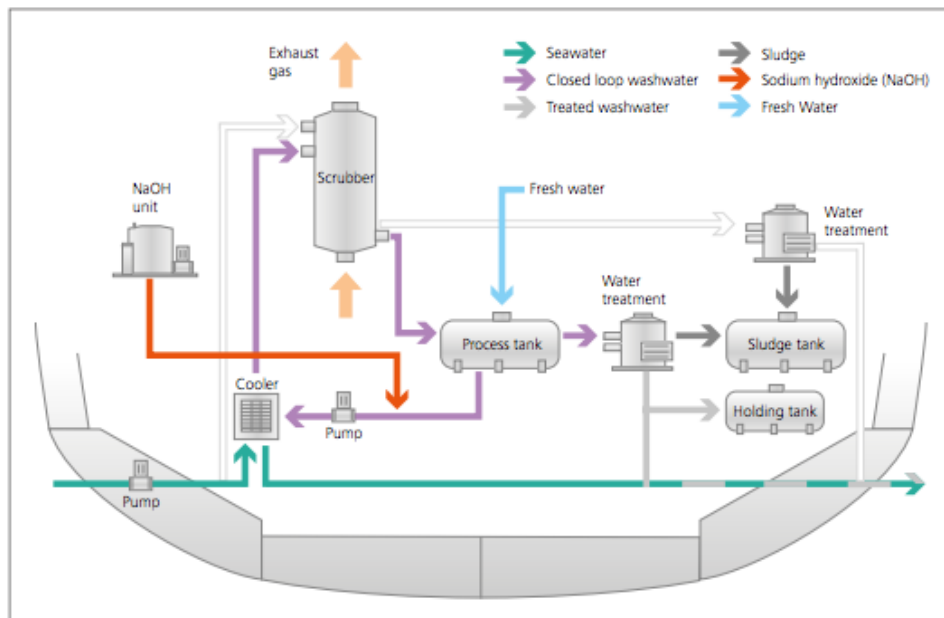 Exhaust
gas
Seawater
Closed loop washwater
Treated washwater
Sludge
Sodium hydroxide (NaOH)
Fresh Water
Scrubber
NaOH
unit
Fresh water
Water
treatment
Water
treatment
Process tank
Sludge tank
Cooler
Holding tank
Pump
Pump